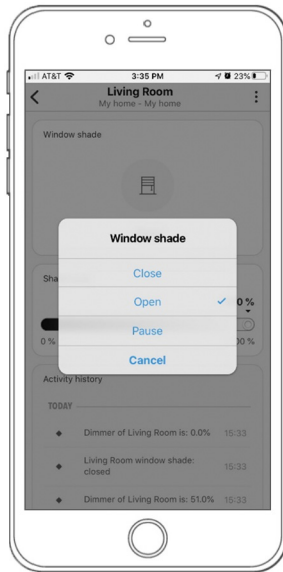 AT&T 3:35 PM 23%
Living Room
My home – My home
Window shade
Window shade
Close
Sha
Open
0 %
Pause
0 %
00 %
Cancel
Activity history
TODAY
Dimmer of Living Room is: 0.0% 15:33
Living Room window shade:
closed 15:33
Dimmer of Living Room is: 51.0% 15:33